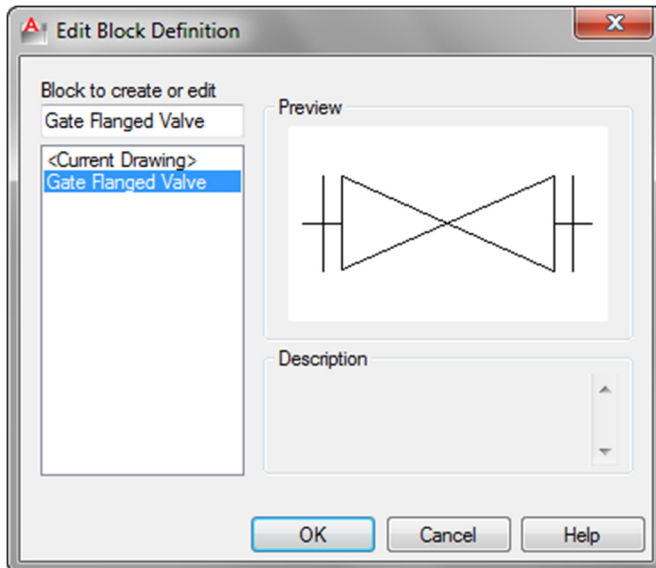 Edit Block Definition
Block to create or edit
Gate Flanged Valve
<Current Drawing>
Gate Flanged Valve
Preview
Description
OK
Cancel
Help